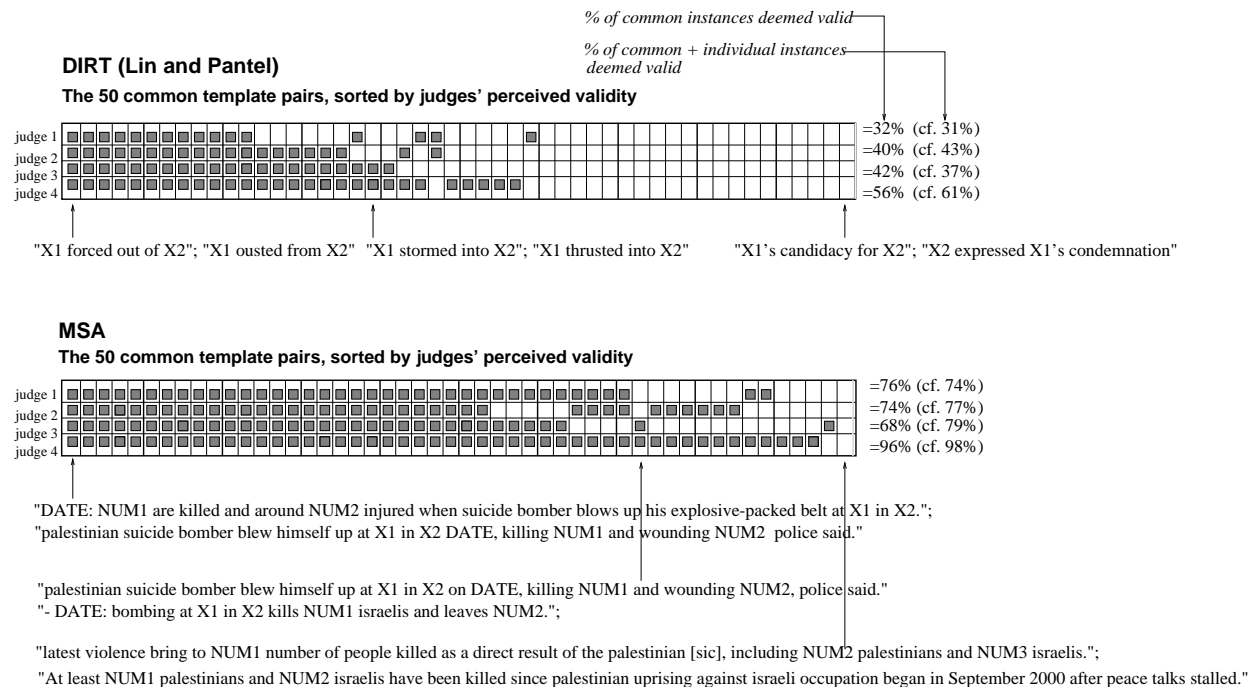 % of common instances deemed valid
% of common + individual instances
deemed valid
DIRT (Lin and Pantel)
The 50 common template pairs, sorted by judges' perceived validity
judge 1 =32% (cf. 31%)
judge 2 =40% (cf. 43%)
judge 3 =42% (cf. 37%)
judge 4 =56% (cf. 61%)
"X1 forced out of X2"; "X1 ousted from X2" "X1 stormed into X2"; "X1 thrusted into X2" "X1's candidacy for X2"; "X2 expressed X1's condemnation"
MSA
The 50 common template pairs, sorted by judges' perceived validity
judge 1 =76% (cf. 74%)
judge 2 =74% (cf. 77%)
judge 3 =68% (cf. 79%)
judge 4 =96% (cf. 98%)
"DATE: NUM1 are killed and around NUM2 injured when suicide bomber blows up his explosive-packed belt at X1 in X2.";
"palestinian suicide bomber blew himself up at X1 in X2 DATE, killing NUM1 and wounding NUM2 police said."
"palestinian suicide bomber blew himself up at X1 in X2 on DATE, killing NUM1 and wounding NUM2, police said."
"- DATE: bombing at X1 in X2 kills NUM1 israelis and leaves NUM2.";
"latest violence bring to NUM1 number of people killed as a direct result of the palestinian [sic], including NUM2 palestinians and NUM3 israelis.";
"At least NUM1 palestinians and NUM2 israelis have been killed since palestinian uprising against israeli occupation began in September 2000 after peace talks stalled."